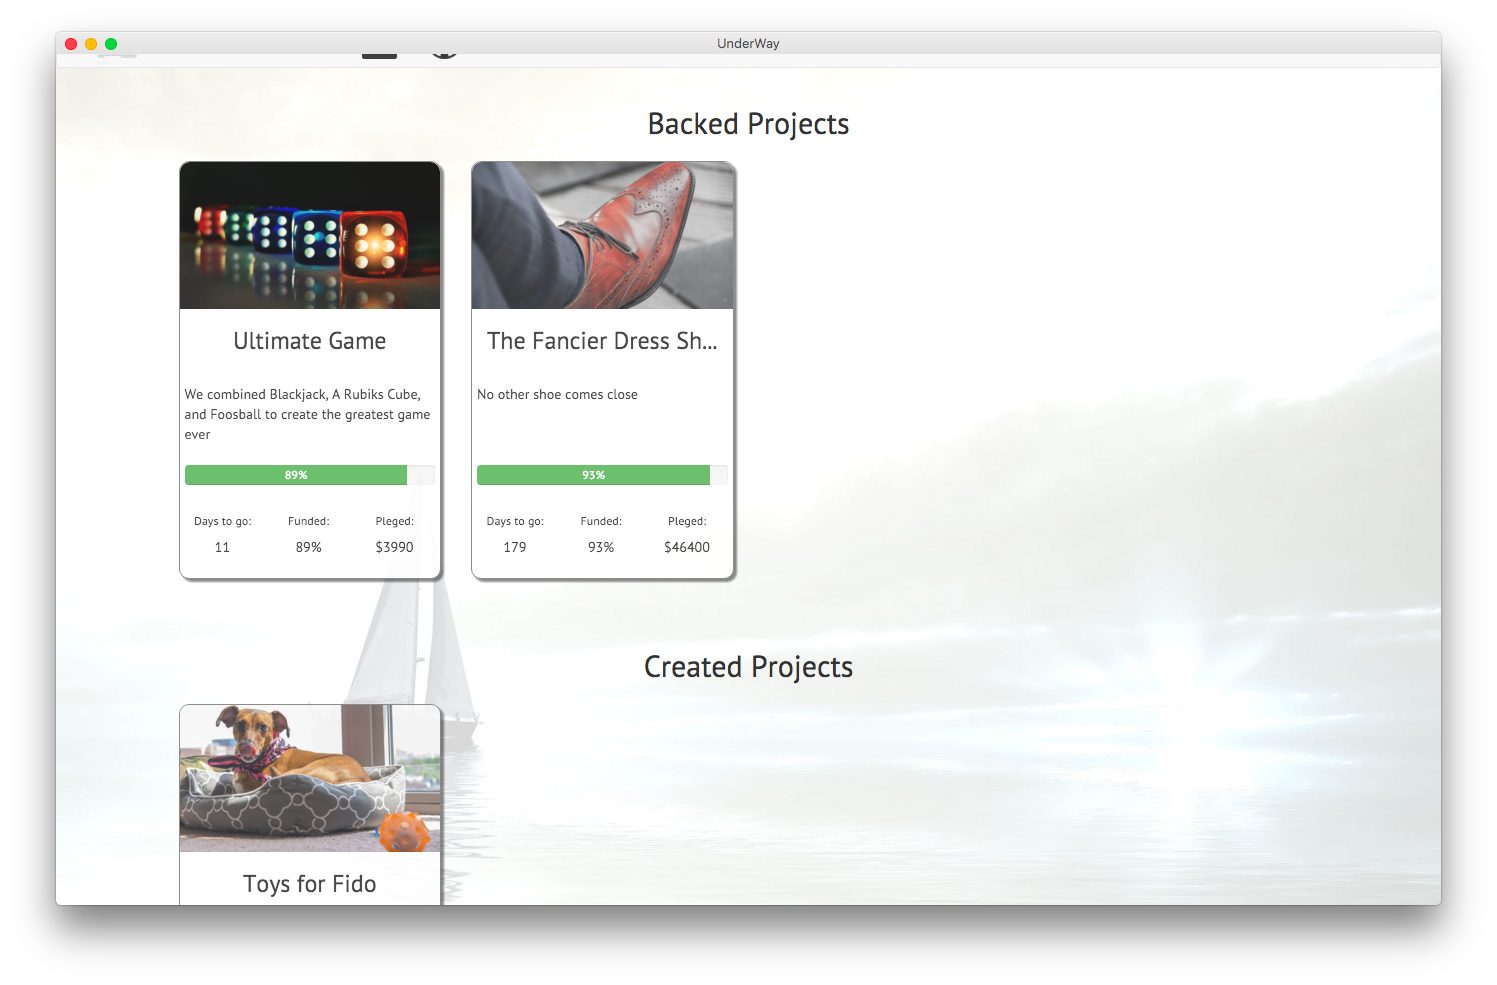 UnderWay
Backed Projects
Ultimate Game
We combined Blackjack, A Rubiks Cube,
and Foosball to create the greatest game
ever
89%
Days to go:
Funded:
Pleged:
11
89%
$3990
The Fancier Dress Sh...
No other shoe comes close
93%
Days to go:
Funded:
Pleged:
179
93%
$46400
Created Projects
Toys for Fido